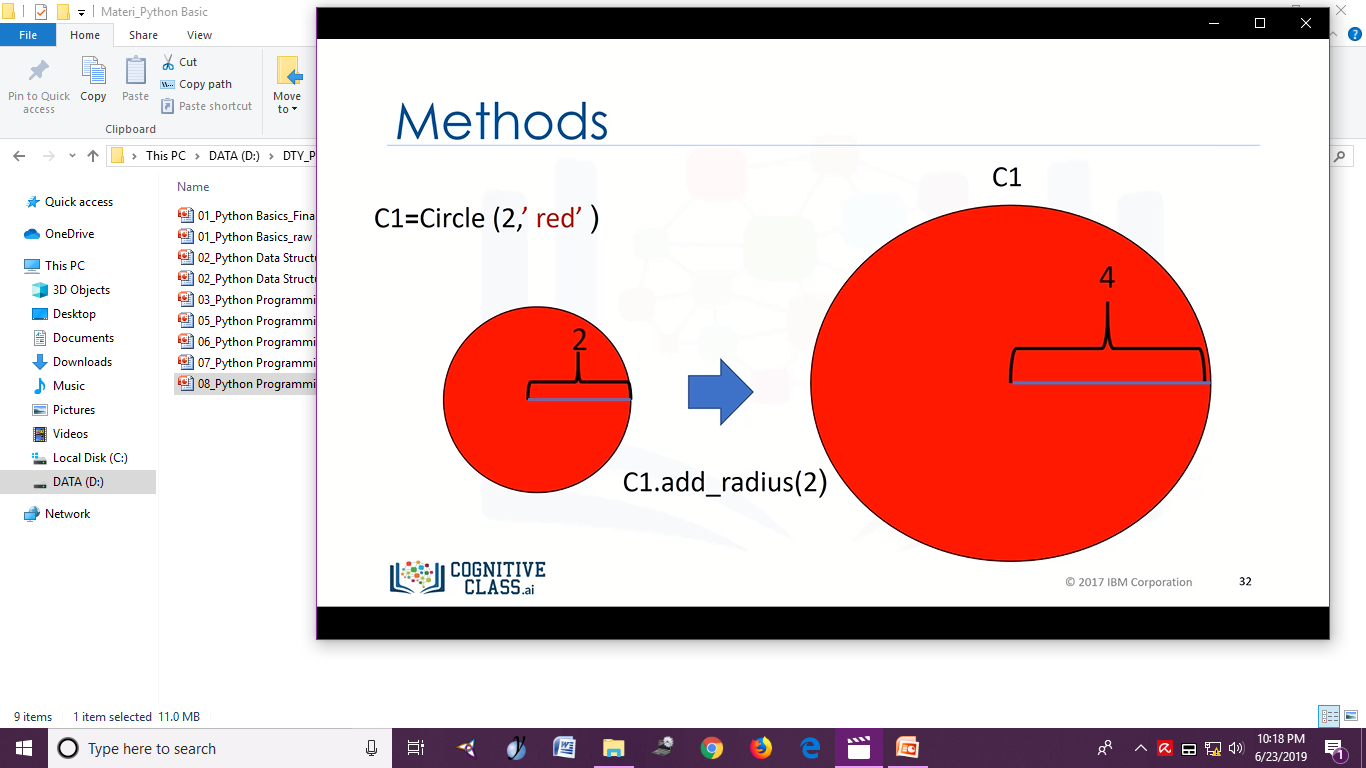 Materi_Python Basic
File Home Share View
Pin to Quick access
Copy
Paste
Cut
Copy path
Paste shortcut
Move to
Clipboard
This PC DATA (D:) DTY_P
Name
Quick access
OneDrive
This PC
3D Objects
Desktop
Documents
Downloads
Music
Pictures
Videos
Local Disk (C:)
DATA (D:)
Network
01_Python Basics_Fina
01_Python Basics_raw
02_Python Data Structu
02_Python Data Structu
03_Python Programmi
05_Python Programmi
06_Python Programmi
07_Python Programmi
08_Python Programmi
Methods
C1=Circle (2,’ red’ )
C1
2
4
C1.add_radius(2)
COGNITIVE
CLASS.ai
© 2017 IBM Corporation 32
9 items 1 item selected 11.0 MB
Type here to search
10:18 PM
6/23/2019
1